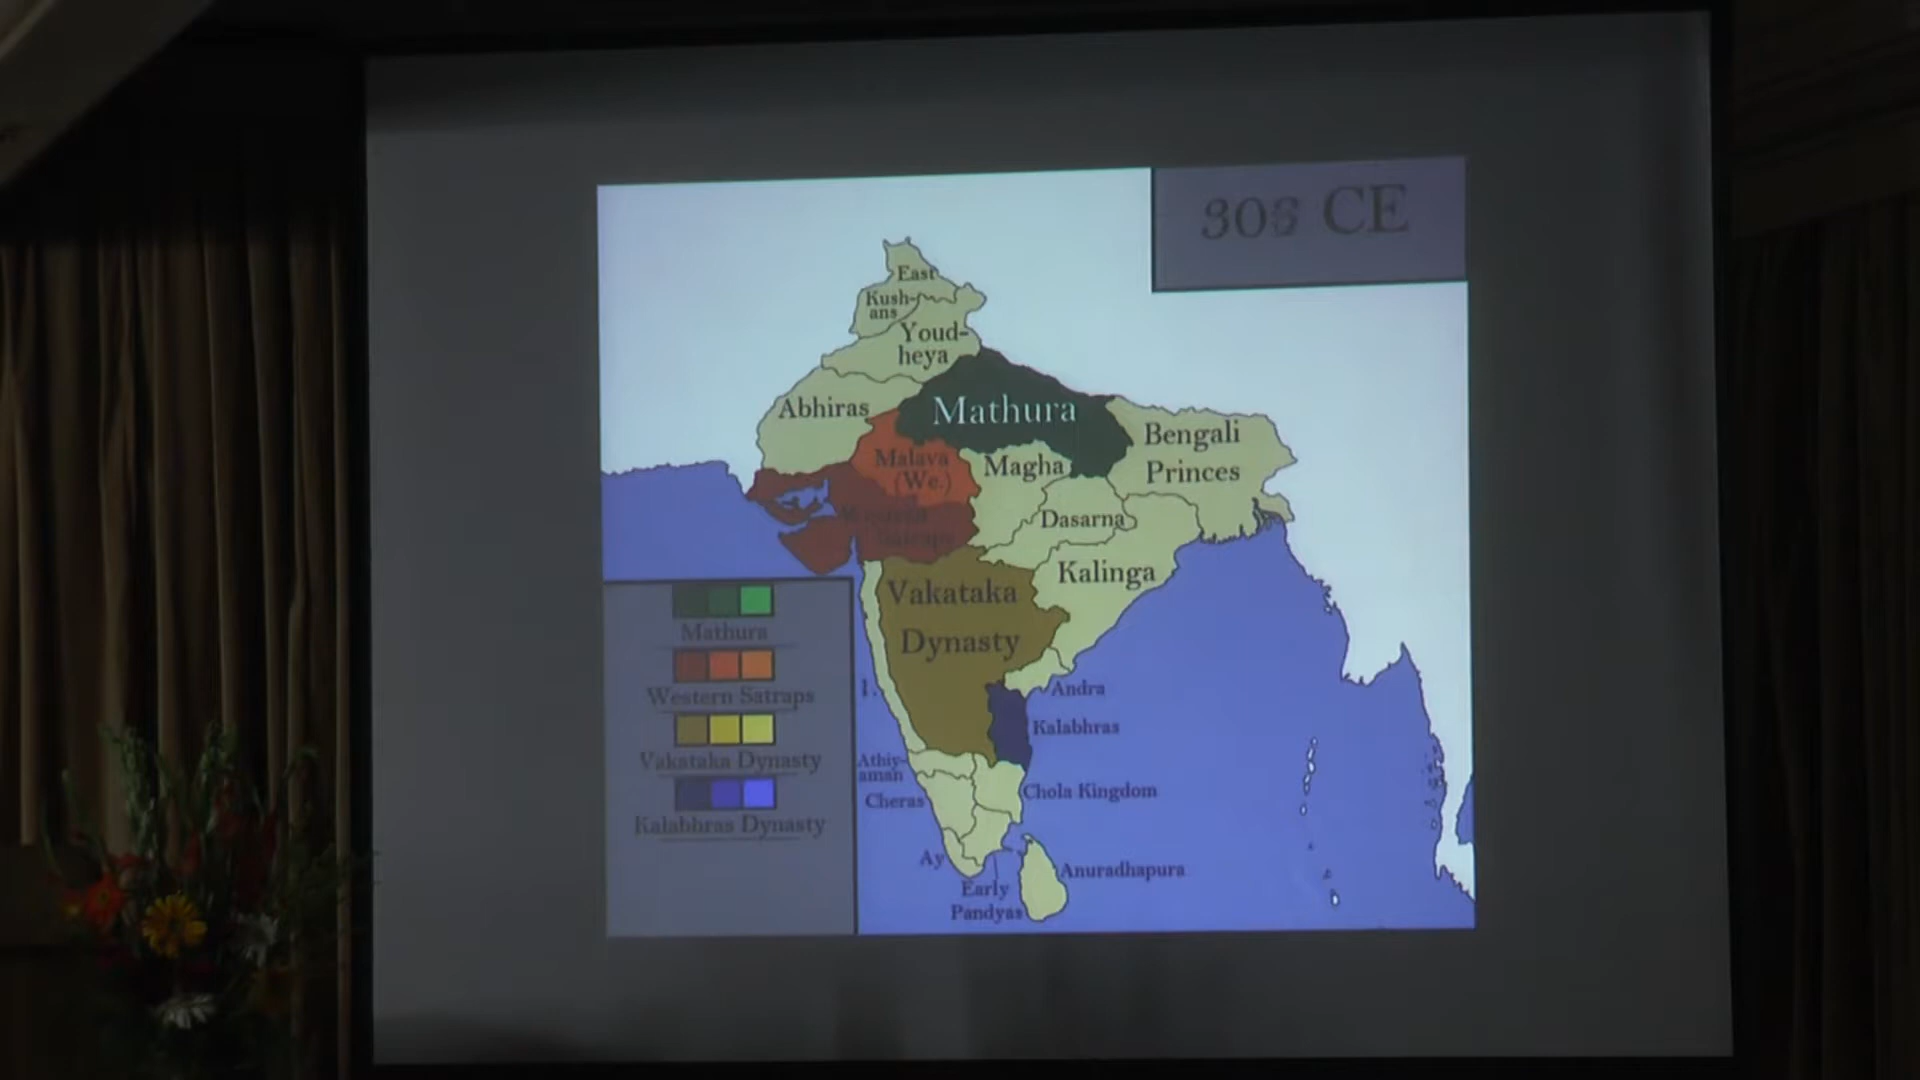 CE
East
Kush-
ans
Youd-
heya
Abhiras
Mathura
Bengali
Princes
Malava
(We.)
Magha
Dasarna
Kalinga
Vakataka
Dynasty
Mathura
Western Satraps
Vakataka Dynasty
Kalabhras Dynasty
1.
Andra
Kalabhras
Athiy-
aman
Cheras
Chola Kingdom
Ay
Early
Pandyas
Anuradhapura